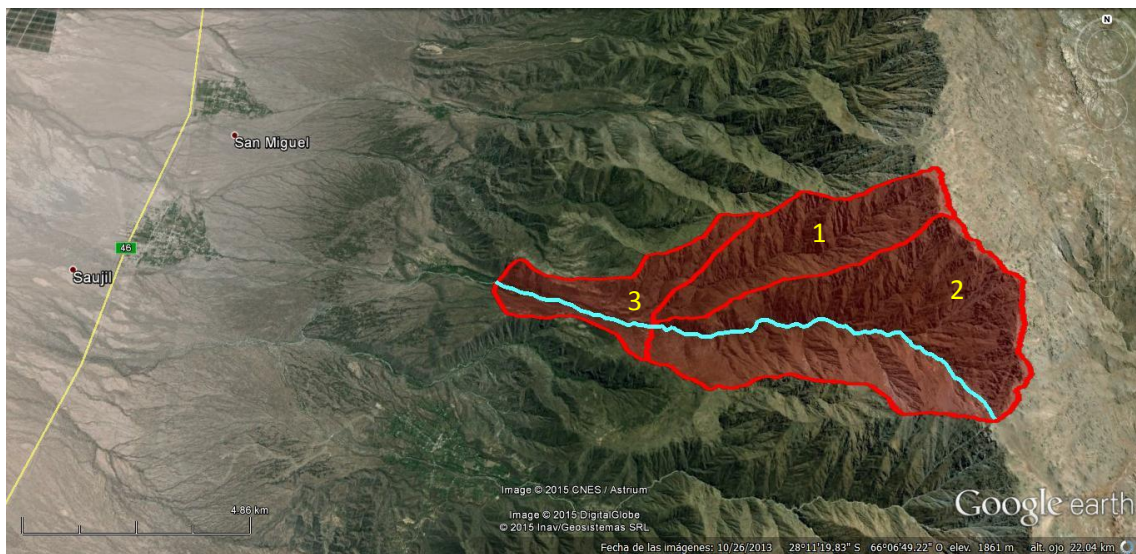 N
San Miguel
1
46
2
Saujil
3
Image © 2015 CNES / Astrium
4.86 km
Image © 2015 DigitalGlobe
© 2015 Inav/Geosistemas SRL
Google earth
Fecha de las imágenes: 10/26/2013 28°11'19.83" S 66°06'49.22" O elev. 1861 m alt. ojo 22.04 km